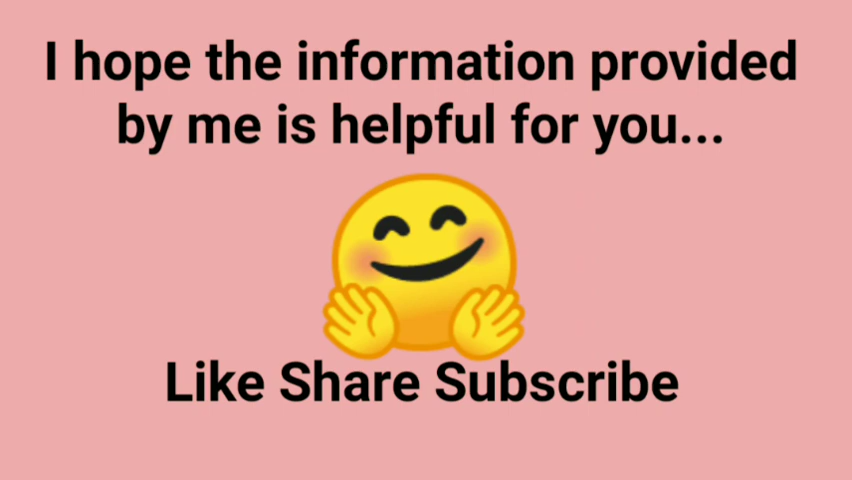 I hope the information provided
by me is helpful for you...
Like Share Subscribe